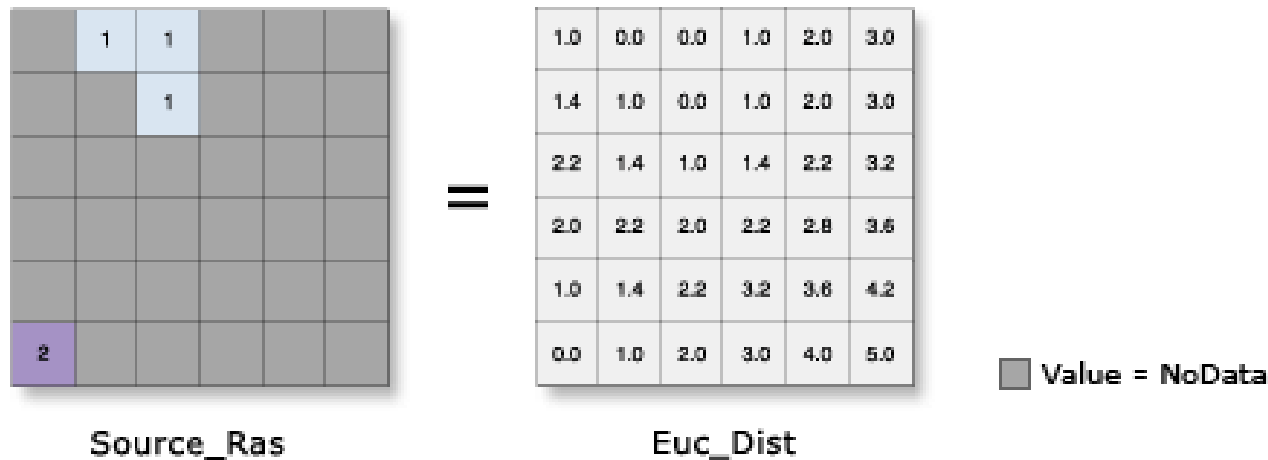 1 1
1
2
Source_Ras
=
1.0 0.0 0.0 1.0 2.0 3.0
1.4 1.0 0.0 1.0 2.0 3.0
2.2 1.4 1.0 1.4 2.2 3.2
2.0 2.2 2.0 2.2 2.8 3.6
1.0 1.4 2.2 3.2 3.6 4.2
0.0 1.0 2.0 3.0 4.0 5.0
Euc_Dist
Value = NoData